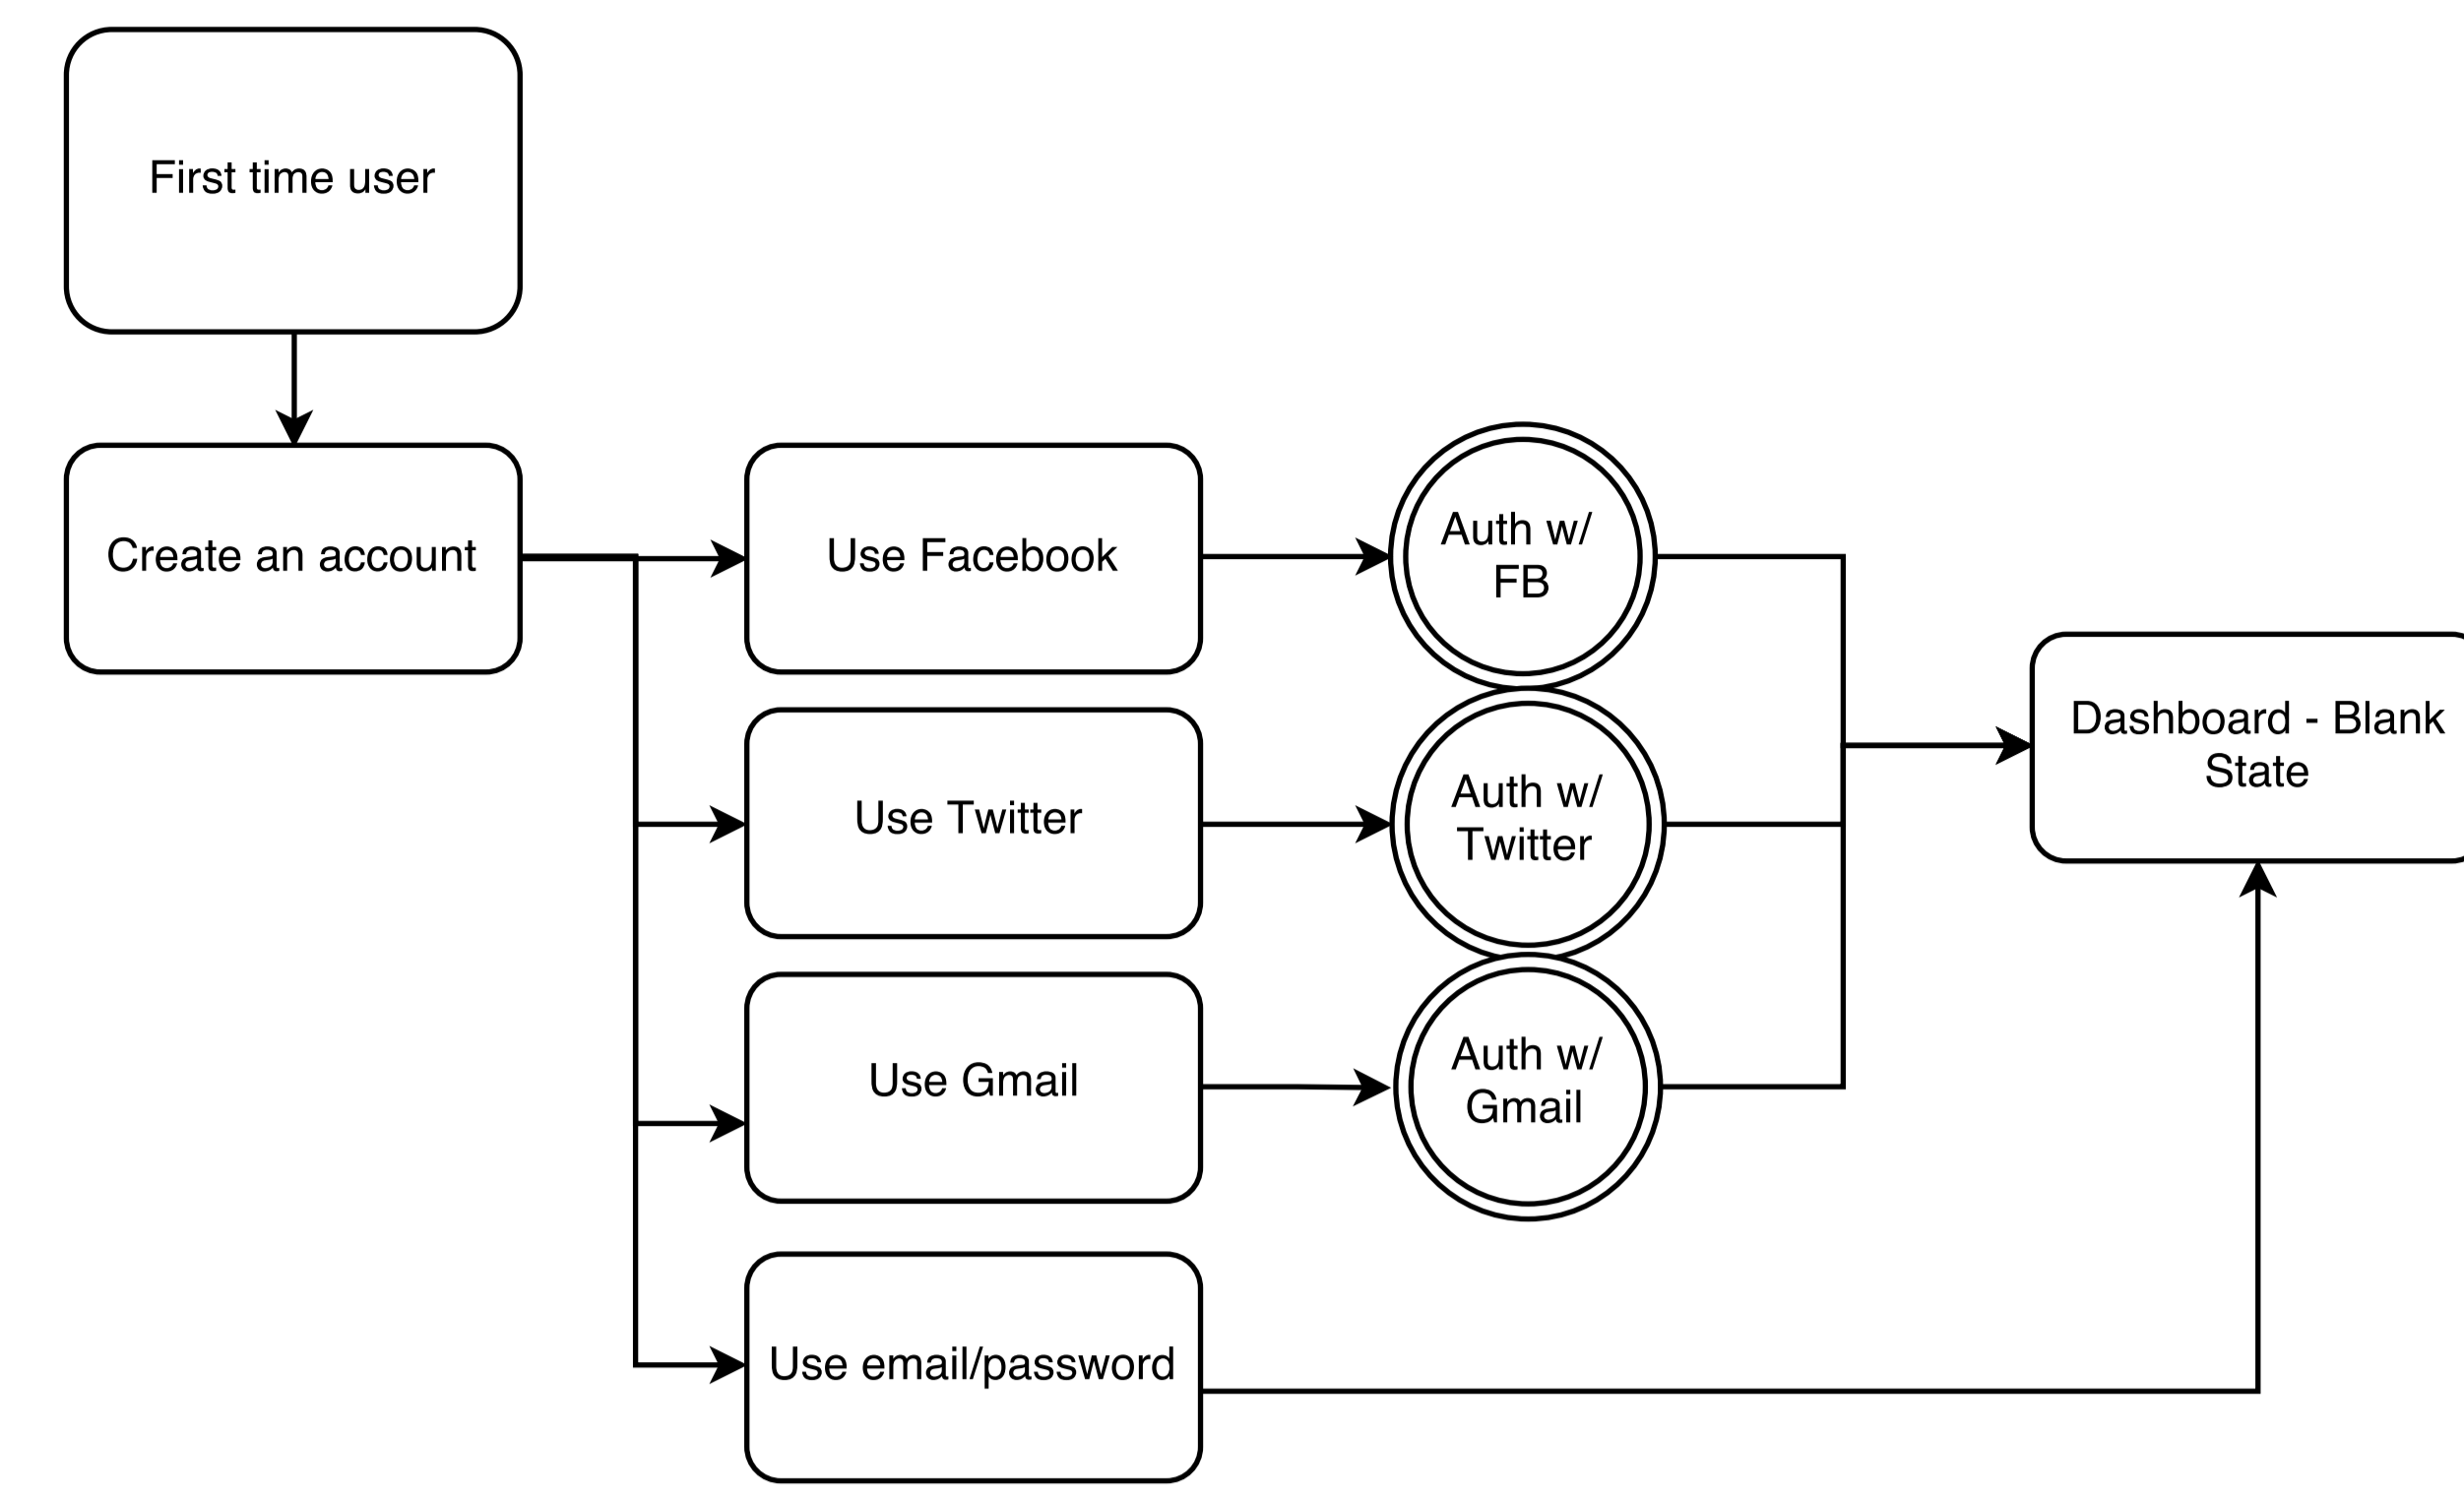 First time user
Create an account
Use Facebook
Auth w/
FB
Dashboard - Blank
State
Use Twitter
Auth w/
Twitter
Use Gmail
Auth w/
Gmail
Use email/password